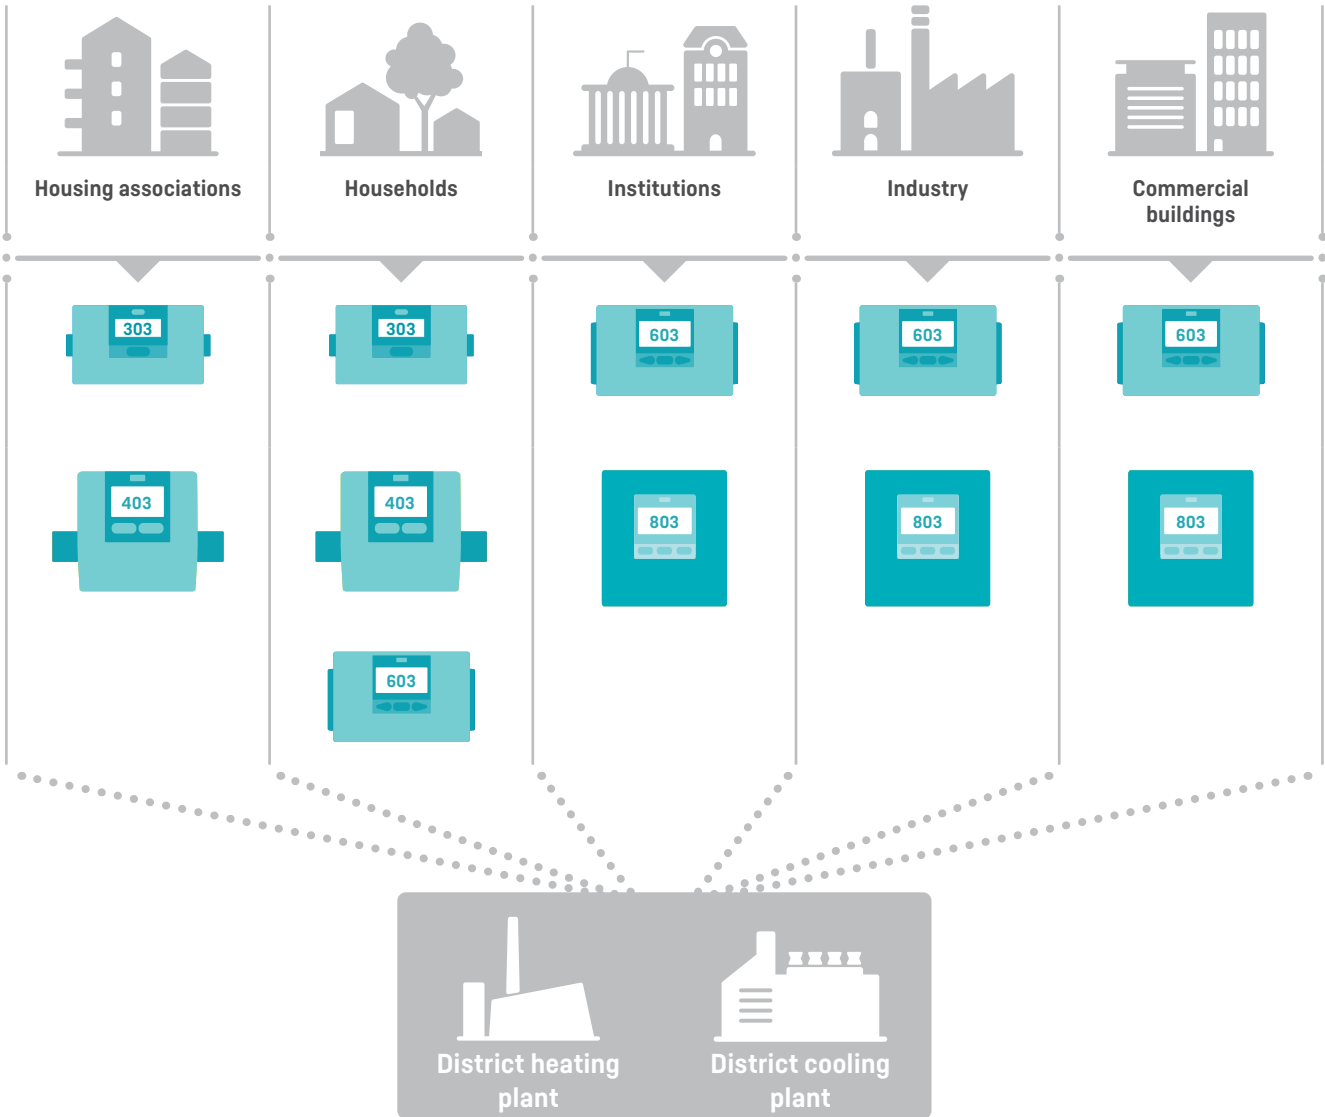 Housing associations
Households
Institutions
Industry
Commercial
buildings
303
303
603
603
603
403
403
803
803
803
603
District heating
plant
District cooling
plant